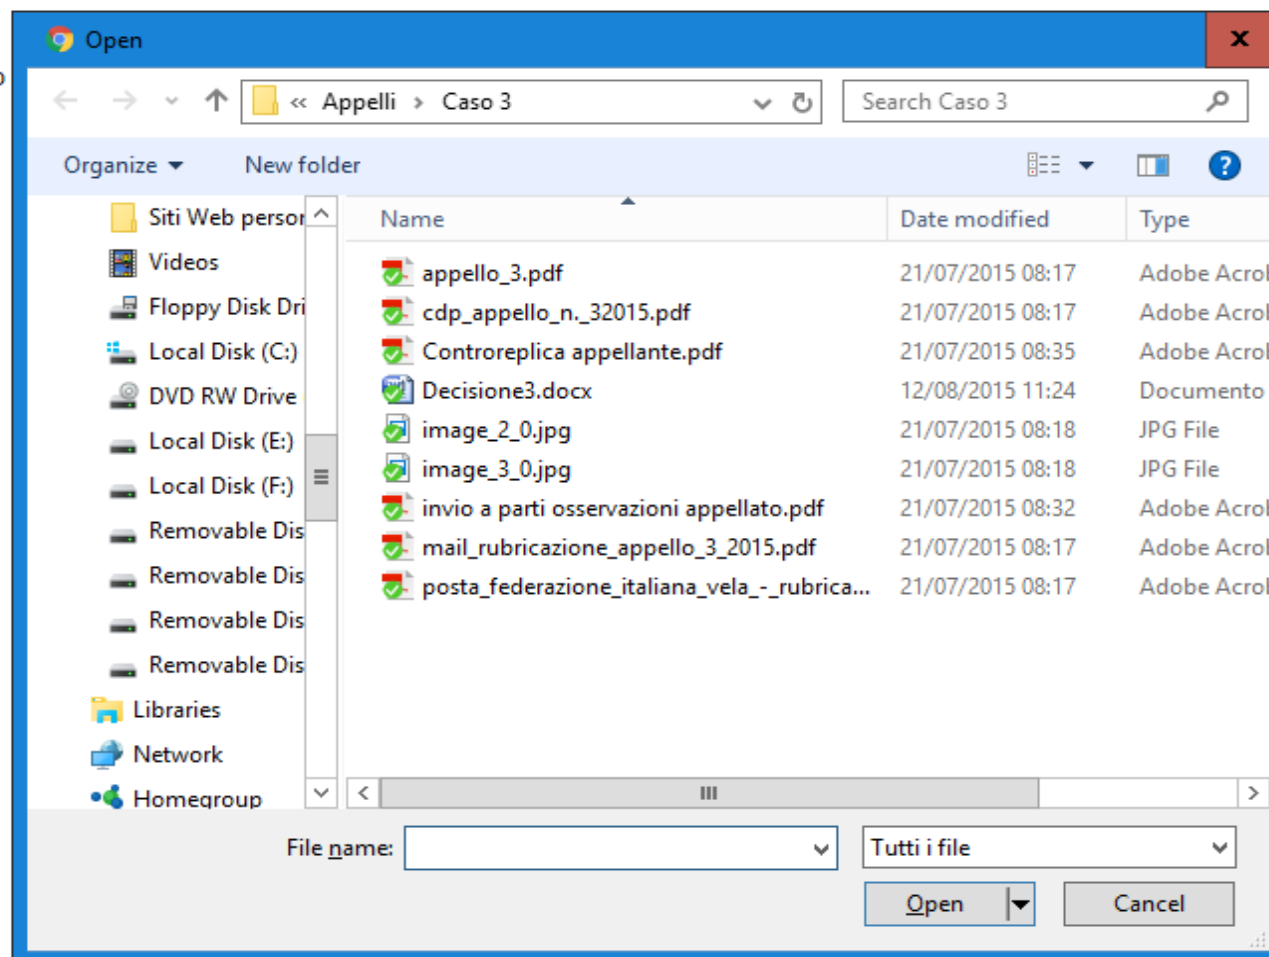 Open
« Appelli > Caso 3
Search Caso 3
Organize
New folder
Name
Date modified
Type
Siti Web persor
Videos
Floppy Disk Dri
Local Disk (C:)
DVD RW Drive
Local Disk (E:)
Local Disk (F:)
Removable Dis
Removable Dis
Removable Dis
Removable Dis
Libraries
Network
Homegroup
appello_3.pdf 21/07/2015 08:17 Adobe Acrol
cdp_appello_n._32015.pdf 21/07/2015 08:17 Adobe Acrol
Controreplica appellante.pdf 21/07/2015 08:35 Adobe Acrol
Decisione3.docx 12/08/2015 11:24 Documento
image_2_0.jpg 21/07/2015 08:18 JPG File
image_3_0.jpg 21/07/2015 08:18 JPG File
invio a parti osservazioni appellato.pdf 21/07/2015 08:32 Adobe Acrol
mail_rubricazione_appello_3_2015.pdf 21/07/2015 08:17 Adobe Acrol
posta_federazione_italiana_vela_-_rubrica... 21/07/2015 08:17 Adobe Acrol
File name:
Tutti i file
Open
Cancel